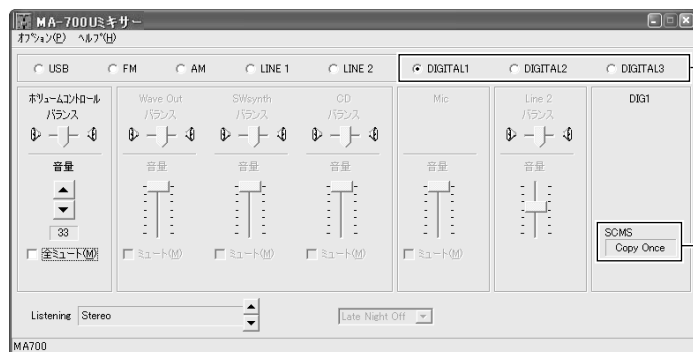 MA-700Uミキサー
オプション(P) ヘルプ(H)
USB FM AM LINE 1 LINE 2 DIGITAL1 DIGITAL2 DIGITAL3
ボリュームコントロール Wave Out SWsynth CD Mic Line 2 DIG1
バランス バランス バランス バランス バランス
音量 音量 音量 音量 音量 音量
33
SCMS
Copy Once
全ミュート(M) ミュート(M) ミュート(M) ミュート(M) ミュート(M)
Listening Stereo Late Night Off
MA700